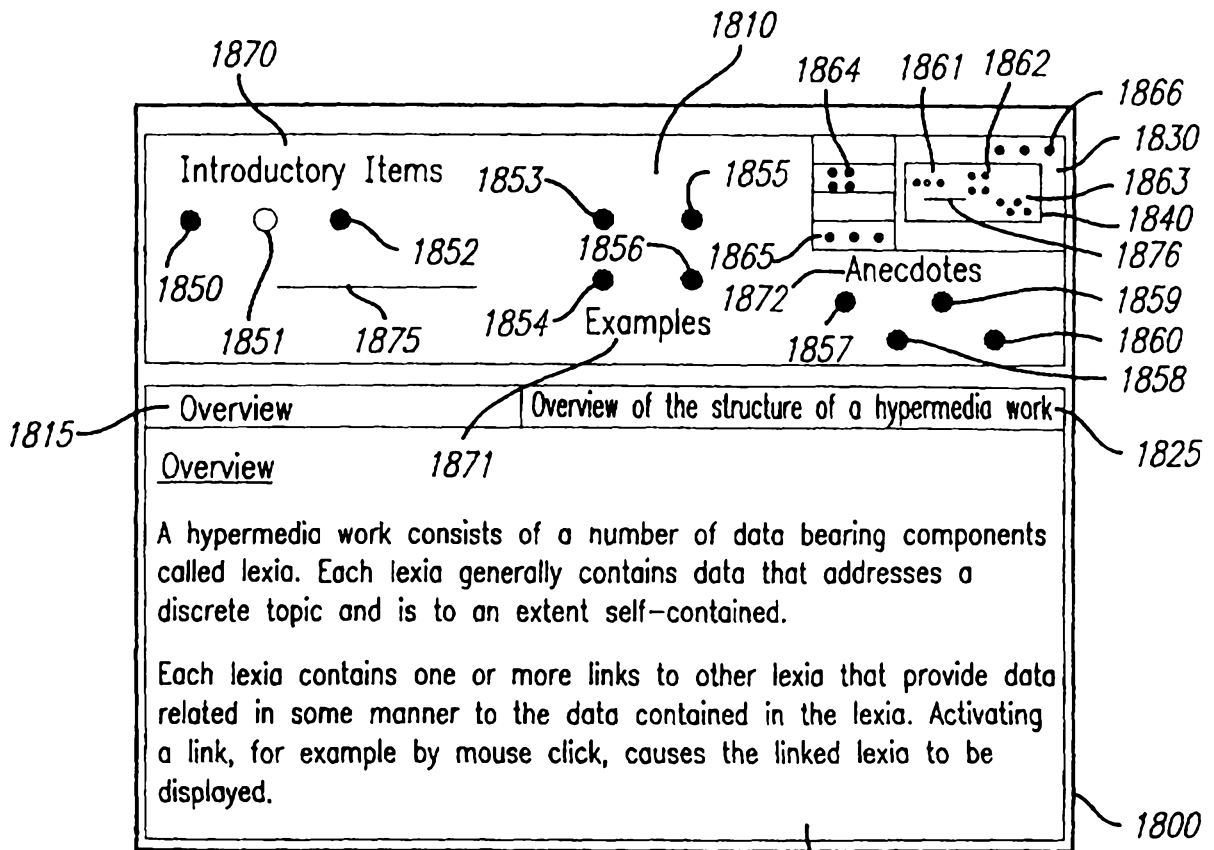 1870
1810
1864
1861
1862
1866
1830
Introductory Items
1853
1855
1863
1840
1852
1856
1865
1876
1850
1872
Anecdotes
1859
1851
1875
1854
Examples
1857
1860
1858
1815
Overview
Overview of the structure of a hypermedia work
1825
1871
Overview
A hypermedia work consists of a number of data bearing components
called lexia. Each lexia generally contains data that addresses a
discrete topic and is to an extent self-contained.
Each lexia contains one or more links to other lexia that provide data
related in some manner to the data contained in the lexia. Activating
a link, for example by mouse click, causes the linked lexia to be
displayed.
1800